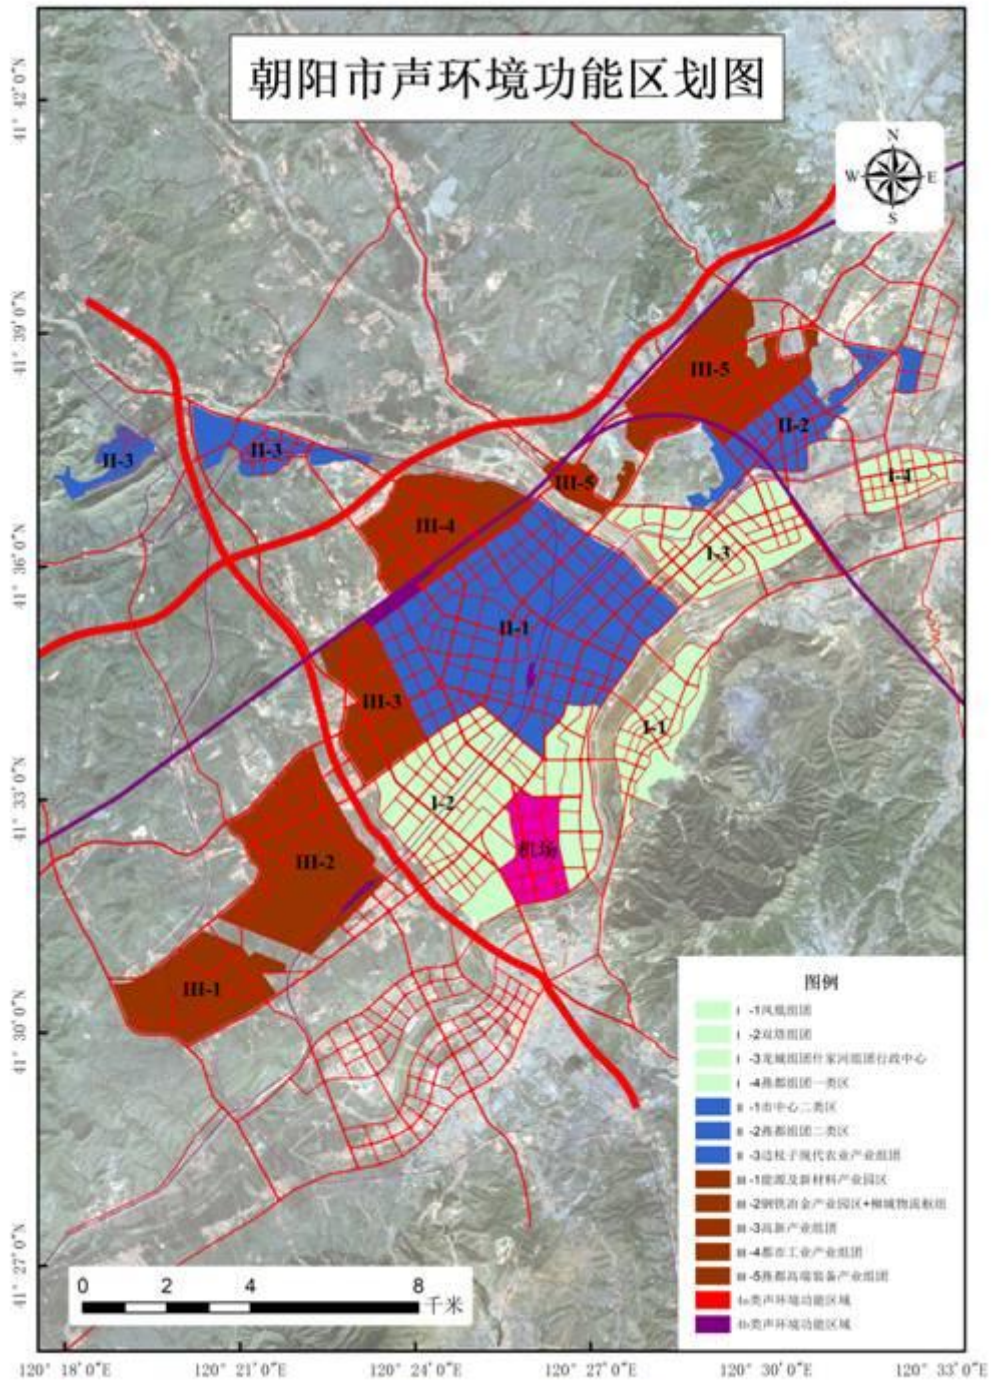 朝阳市声环境功能区划图
N
W
E
S
41°42′0″N
41°39′0″N
41°36′0″N
41°33′0″N
41°30′0″N
41°27′0″N
III-5
II-2
II-3
II-3
I-4
III-5
III-4
I-3
II-1
III-3
I-1
I-2
机场
III-2
III-1
图例
I -1凤凰组团
I -2双塔组团
I -3龙城组团什家河组团行政中心
I -4燕都组团一类区
II -1市中心二类区
II -2燕都组团二类区
II -3边杖子现代农业产业组团
III -1能源及新材料产业园区
III -2钢铁冶金产业园区+柳城物流枢纽
III -3高新产业组团
III -4都市工业产业组团
III -5燕都高端装备产业组团
4a类声环境功能区域
4b类声环境功能区域
0 2 4 8
千米
120°18′0″E 120°21′0″E 120°24′0″E 120°27′0″E 120°30′0″E 120°33′0″E